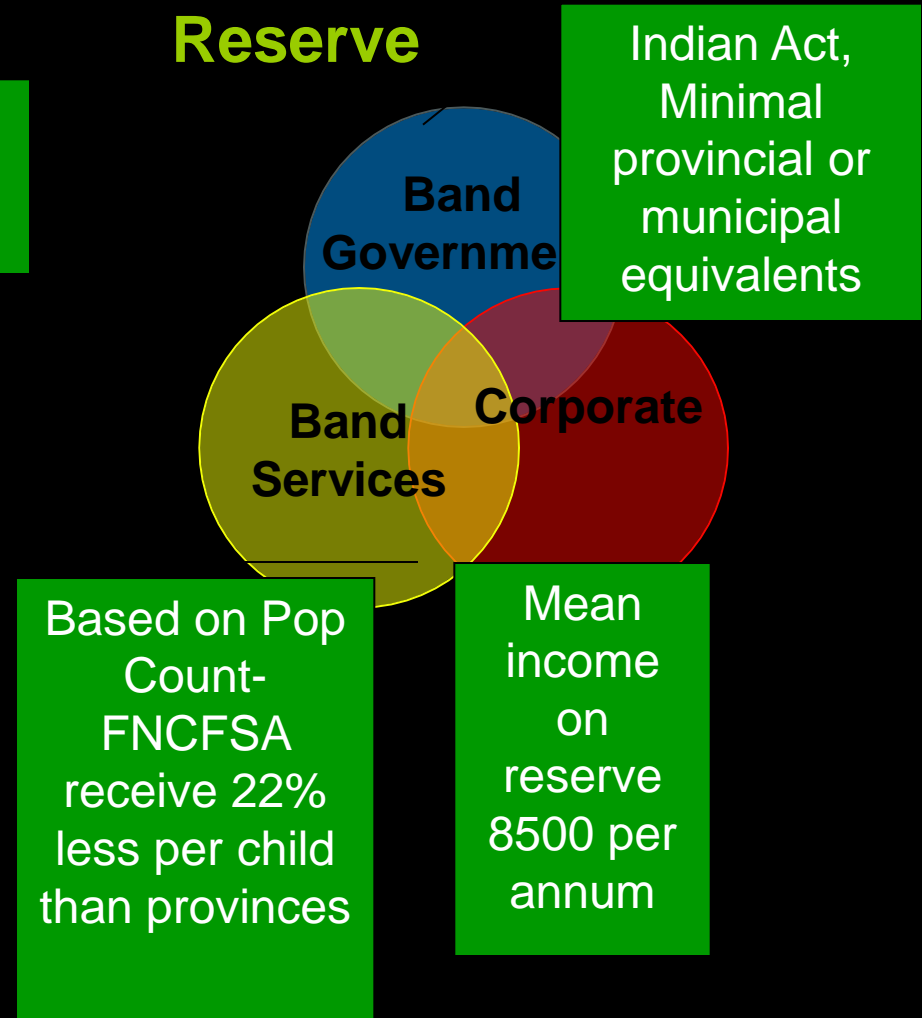 Reserve
Indian Act,
Minimal
provincial or
municipal
equivalents
Band
Governme
Corporate
Band
Services
Based on Pop
Count-
FNCFSA
receive 22%
less per child
than provinces
Mean
income
on
reserve
8500 per
annum